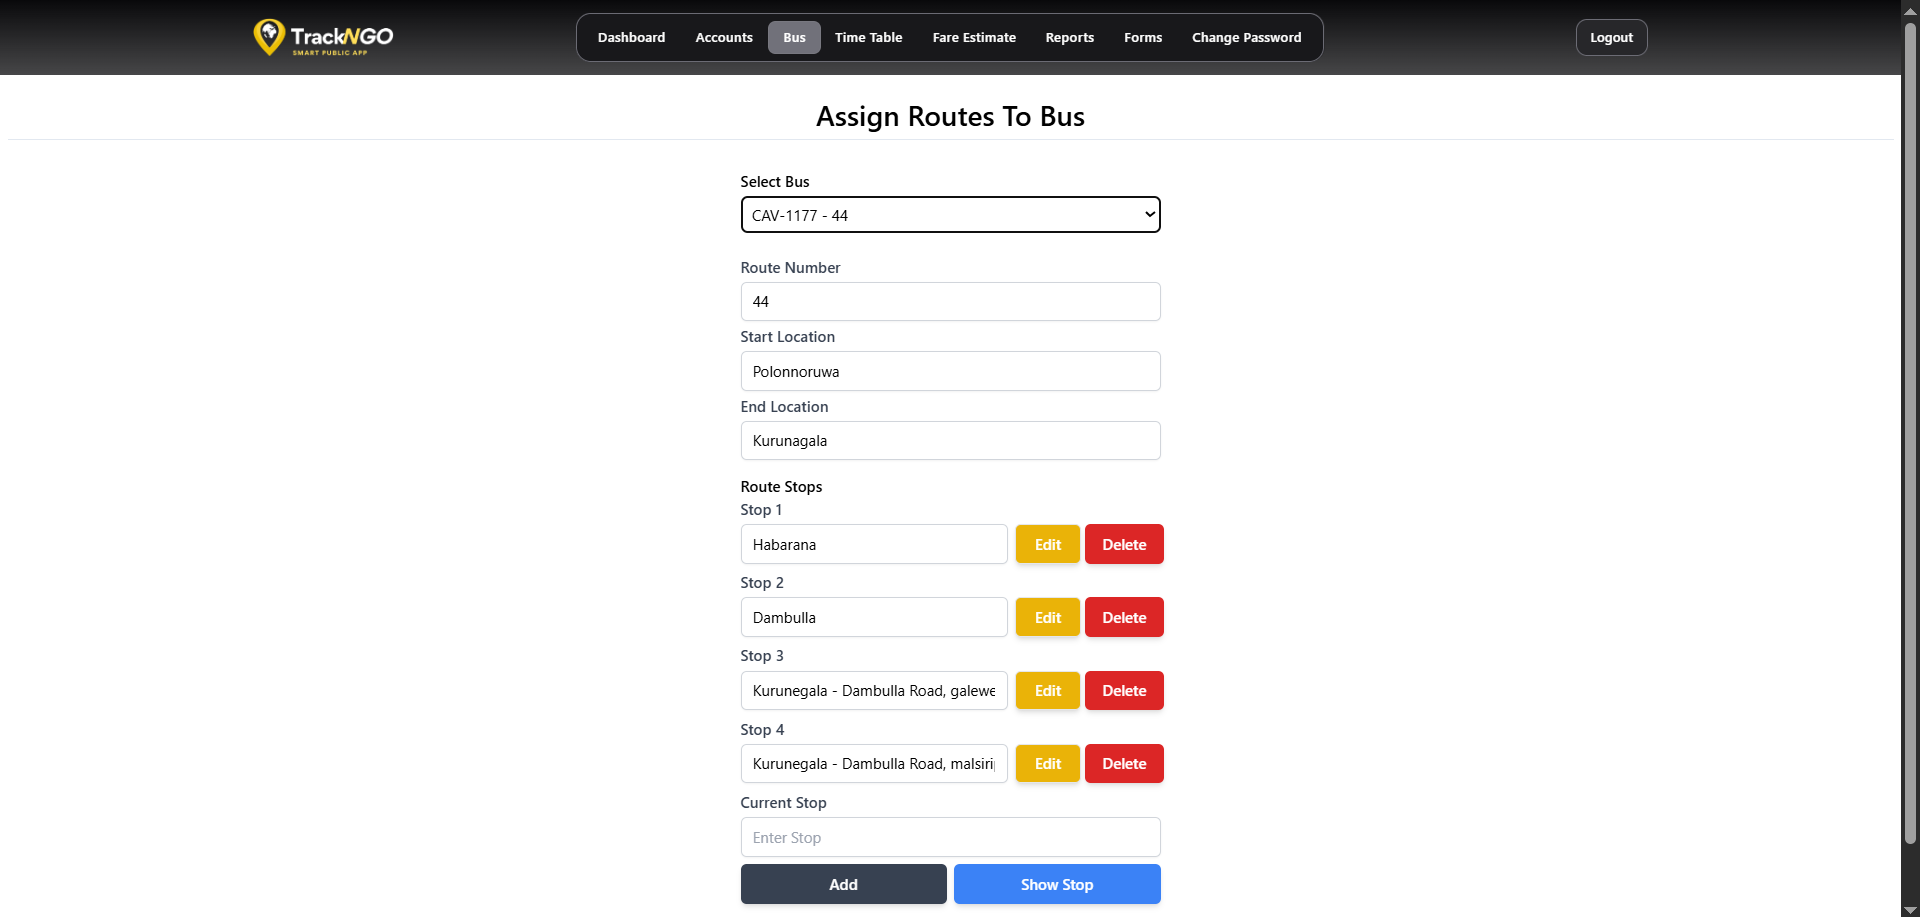 TrackNGO
SMART PUBLIC APP
Dashboard
Accounts
Bus
Time Table
Fare Estimate
Reports
Forms
Change Password
Logout
Assign Routes To Bus
Select Bus
CAV-1177 - 44
Route Number
44
Start Location
Polonnoruwa
End Location
Kurunagala
Route Stops
Stop 1
Habarana Edit Delete
Stop 2
Dambulla Edit Delete
Stop 3
Kurunegala - Dambulla Road, galewe Edit Delete
Stop 4
Kurunegala - Dambulla Road, malsiri Edit Delete
Current Stop
Enter Stop
Add Show Stop